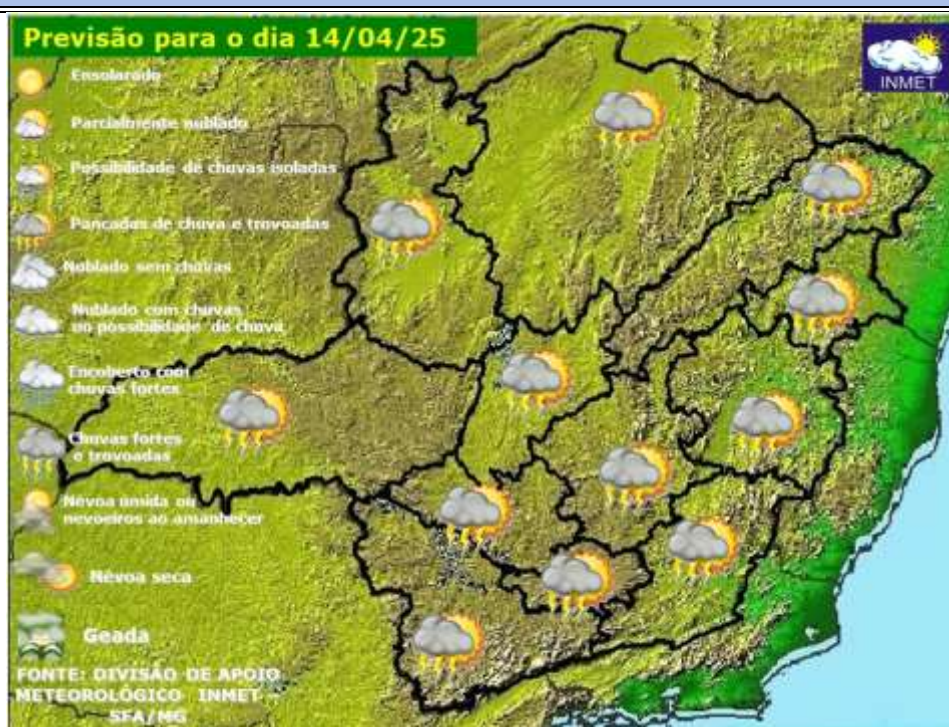 Previsão para o dia 14/04/25
INMET
Ensolarado
Parcialmente nublado
Possibilidade de chuvas isoladas
Pancadas de chuva e trovoadas
Nublado sem chuvas
Nublado com chuvas
ou possibilidade de chuva
Encoberto com
chuvas fortes
Chuvas fortes
e trovoadas
Névoa úmida ou
nevoeiros ao amanhecer
Névoa seca
Geada
FONTE: DIVISÃO DE APOIO
METEOROLÓGICO INMET -
SFA/MG